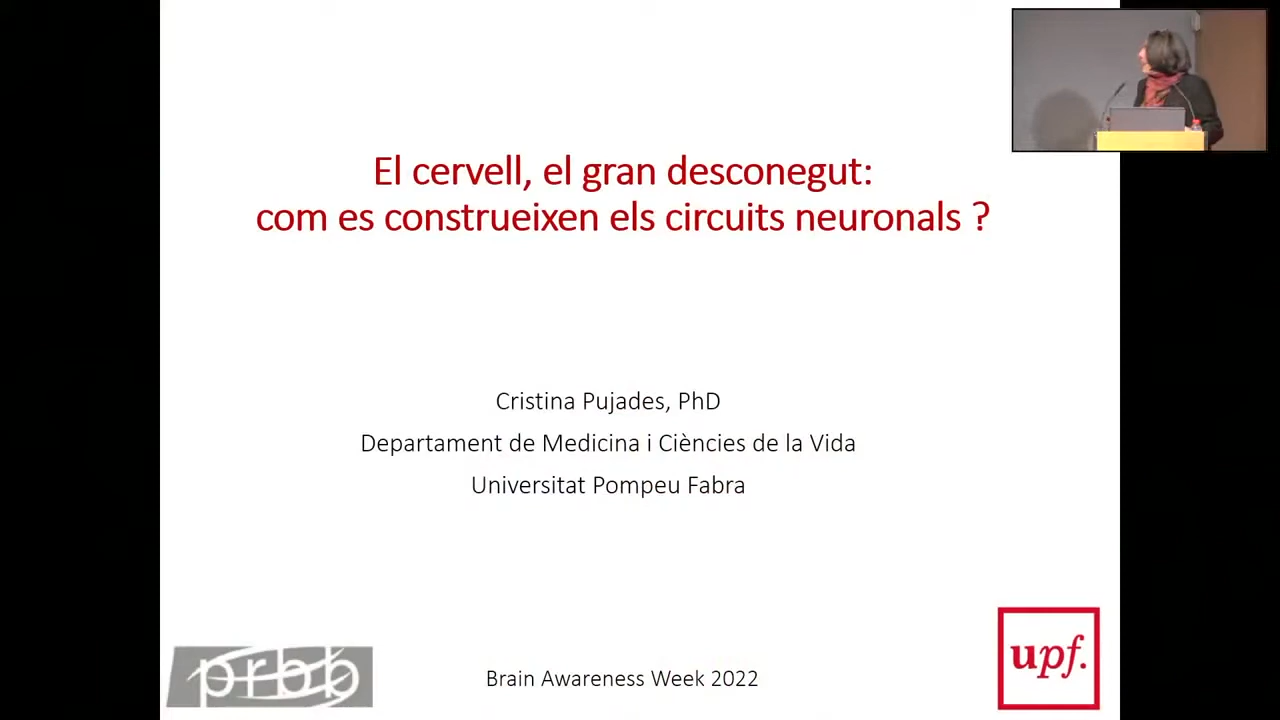 El cervell, el gran desconegut:
com es construeixen els circuits neuronals ?
Cristina Pujades, PhD
Departament de Medicina i Ciències de la Vida
Universitat Pompeu Fabra
prbb
Brain Awareness Week 2022
upf.